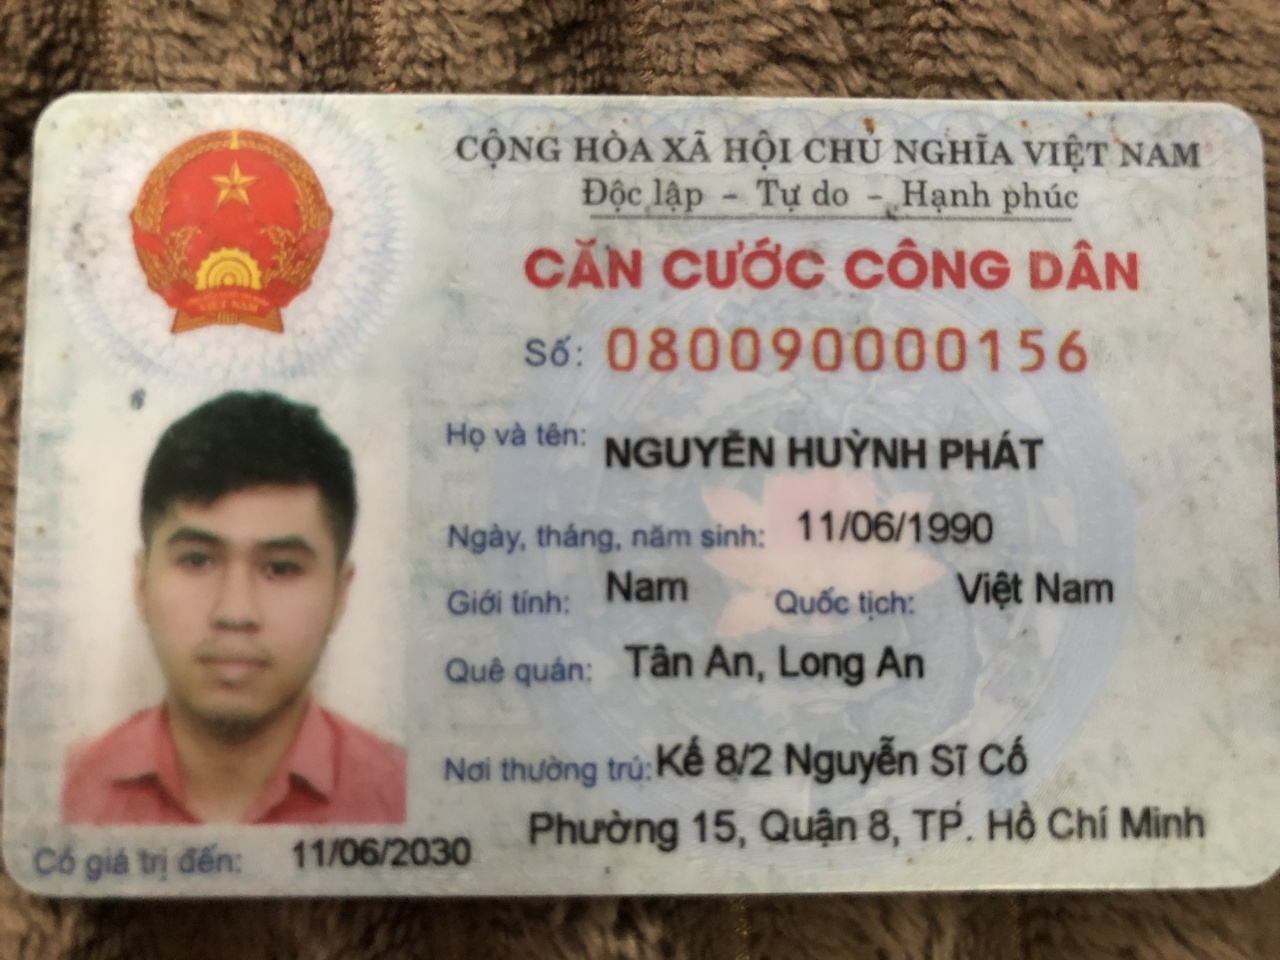 CỘNG HÒA XÃ HỘI CHỦ NGHĨA VIỆT NAM
Độc lập - Tự do - Hạnh phúc
CĂN CƯỚC CÔNG DÂN
Số: 080090000156
Họ và tên: NGUYỄN HUỲNH PHÁT
Ngày, tháng, năm sinh: 11/06/1990
Giới tính: Nam Quốc tịch: Việt Nam
Quê quán: Tân An, Long An
Nơi thường trú: Kế 8/2 Nguyễn Sĩ Cố
Phường 15, Quận 8, TP. Hồ Chí Minh
Có giá trị đến: 11/06/2030
VIỆT NAM